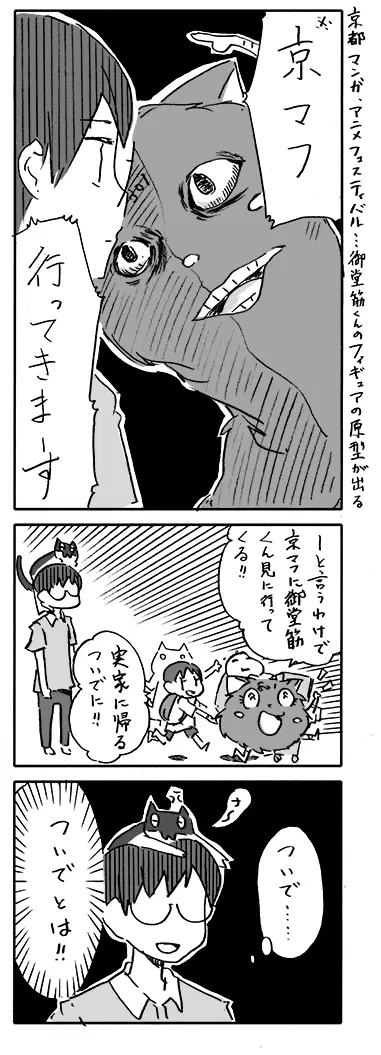 ※京都マンガ、アニメフェスティバル…御堂筋くんのフィギュアの原型が出る
※
京マフ
行ってきまーす
ーと言うわけで
京マフに御堂筋
くん見に行って
くる!!
実家に帰る
ついでに!!
ついで……
さー
ついでとは!!